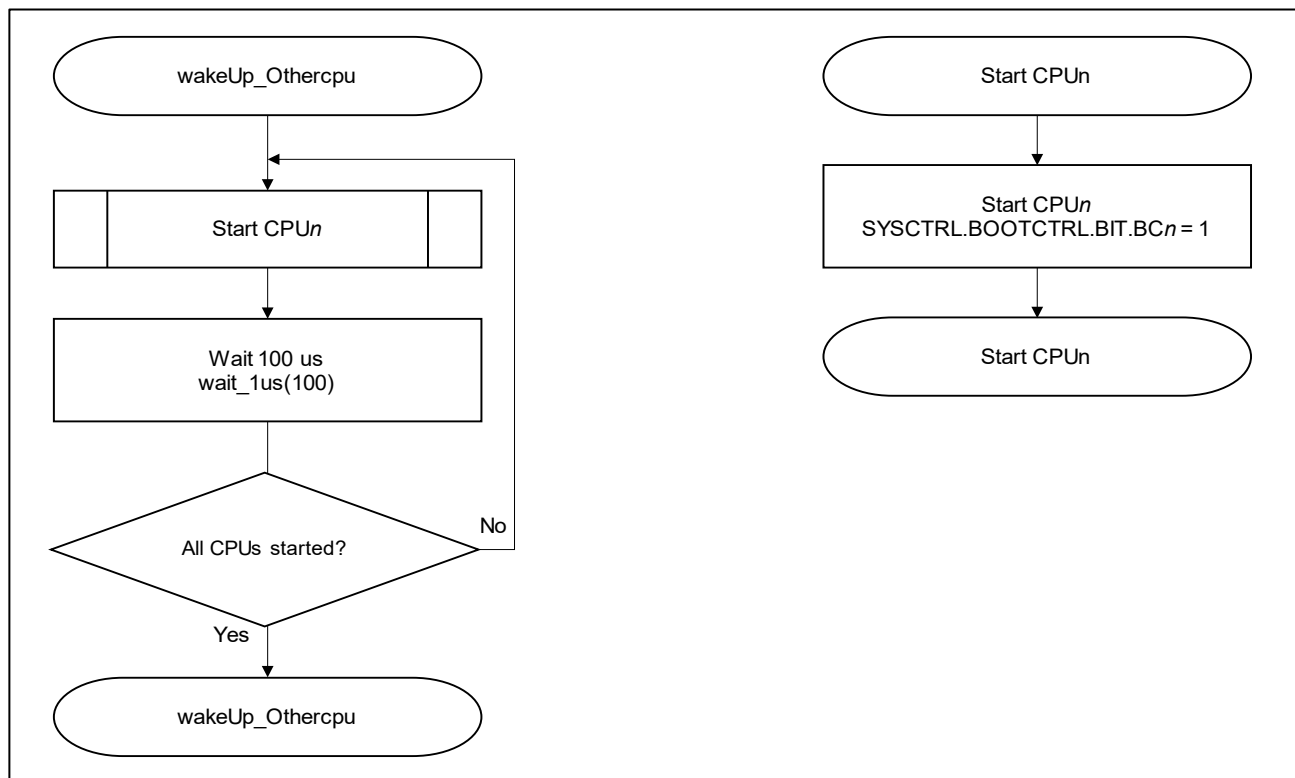 wakeUp_Othercpu
Start CPUn
Wait 100 us
wait_1us(100)
All CPUs started?
No
Yes
wakeUp_Othercpu
Start CPUn
Start CPUn
SYSCTRL.BOOTCTRL.BIT.BCn = 1
Start CPUn